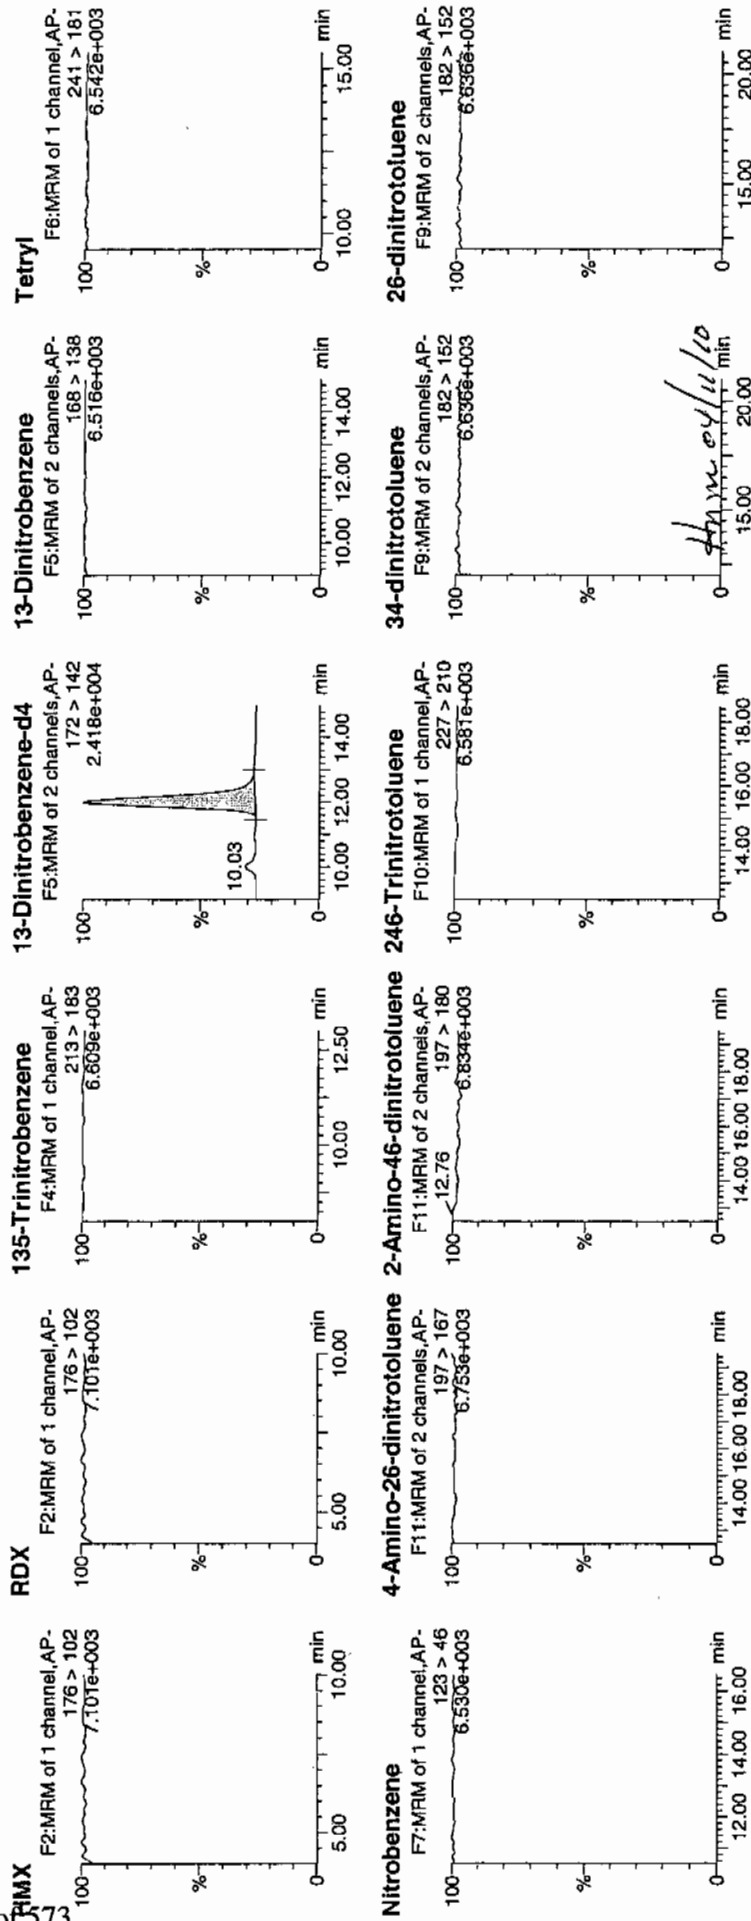 HMX
F2:MRM of 1 channel,AP-
176 > 102
7.101e+003
100
%
0
5.00 10.00 min
RDX
F2:MRM of 1 channel,AP-
176 > 102
7.101e+003
100
%
0
5.00 10.00 min
135-Trinitrobenzene
F4:MRM of 1 channel,AP-
213 > 183
6.609e+003
100
%
0
10.00 12.50 min
13-Dinitrobenzene-d4
F5:MRM of 2 channels,AP-
172 > 142
2.418e+004
100
%
10.03
0
10.00 12.00 14.00 min
13-Dinitrobenzene
F5:MRM of 2 channels,AP-
168 > 138
6.516e+003
100
%
0
10.00 12.00 14.00 min
Tetryl
F6:MRM of 1 channel,AP-
241 > 181
6.542e+003
100
%
0
10.00 15.00 min
Nitrobenzene
F7:MRM of 1 channel,AP-
123 > 46
6.530e+003
100
%
0
12.00 14.00 16.00 min
4-Amino-26-dinitrotoluene
F11:MRM of 2 channels,AP-
197 > 167
6.753e+003
100
%
0
14.00 16.00 18.00 min
2-Amino-46-dinitrotoluene
F11:MRM of 2 channels,AP-
12.76 197 > 180
6.834e+003
100
%
0
14.00 16.00 18.00 min
246-Trinitrotoluene
F10:MRM of 1 channel,AP-
227 > 210
6.581e+003
100
%
0
14.00 16.00 18.00 min
34-dinitrotoluene
F9:MRM of 2 channels,AP-
182 > 152
6.636e+003
100
%
0
15.00 20.00 min
04/11/10
26-dinitrotoluene
F9:MRM of 2 channels,AP-
182 > 152
6.636e+003
100
%
0
15.00 20.00 min
573